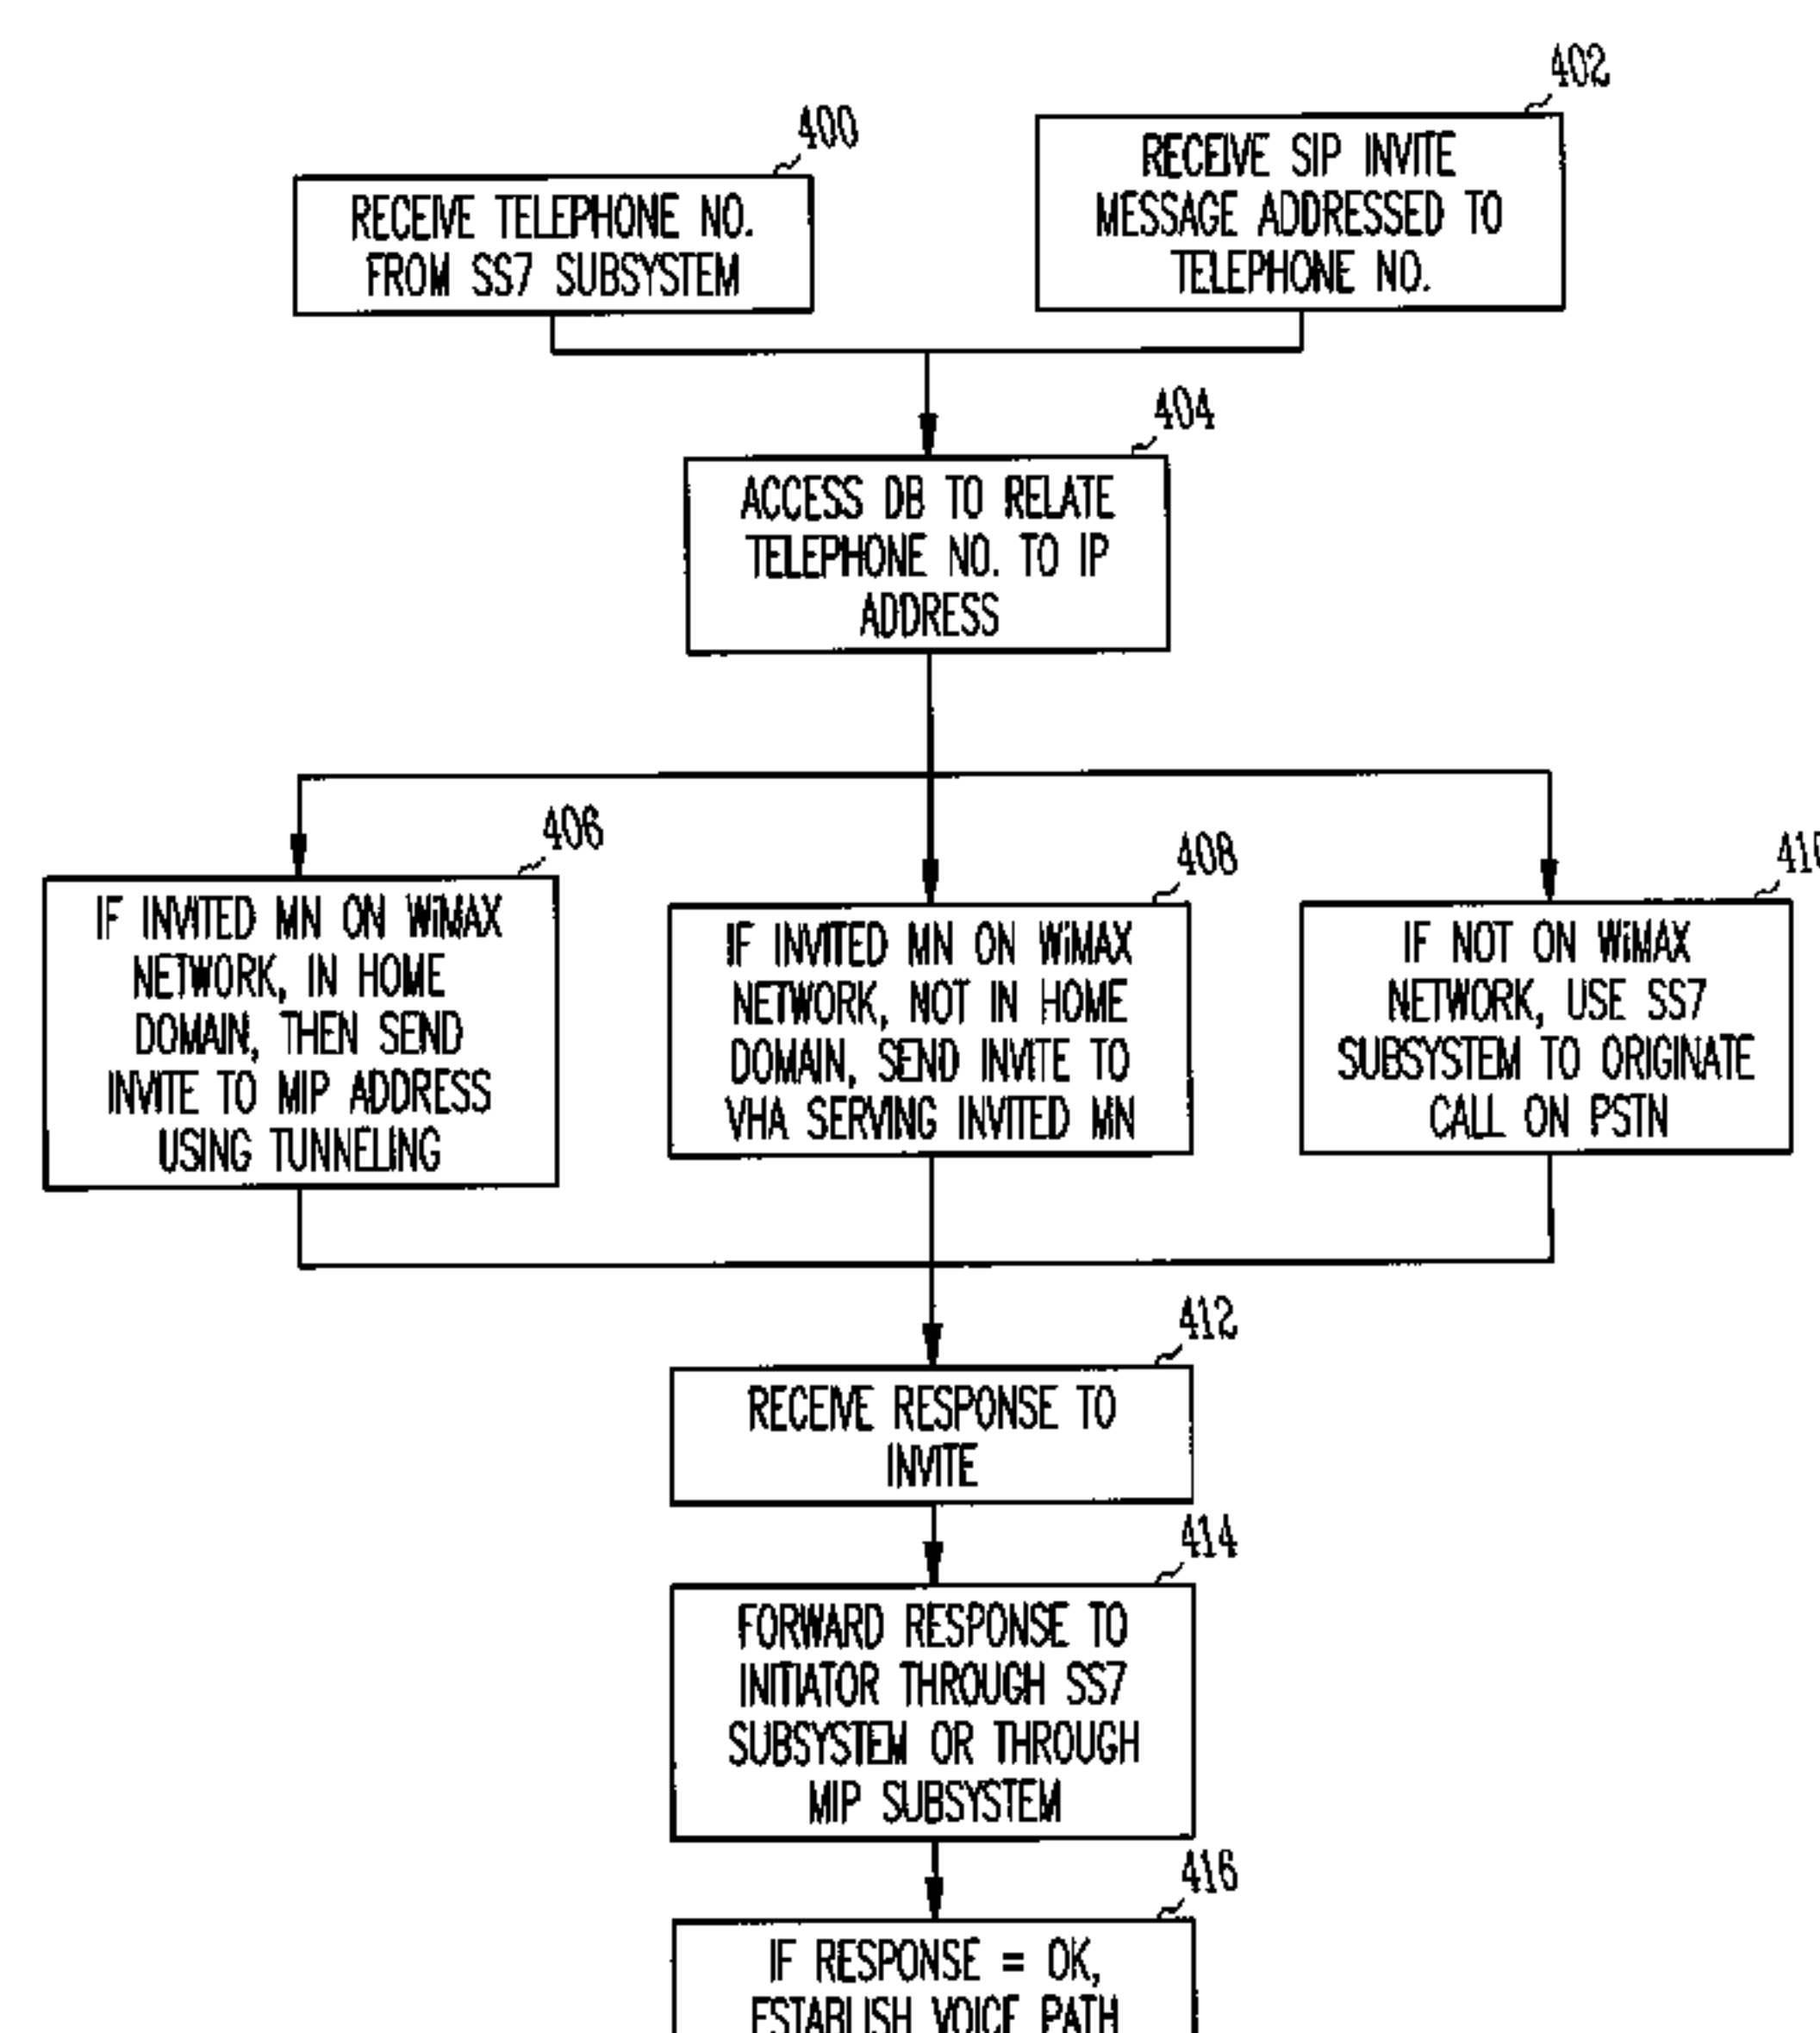 402
400
RECEIVE SIP INVITE
MESSAGE ADDRESSED TO
TELEPHONE NO.
RECEIVE TELEPHONE NO.
FROM SS7 SUBSYSTEM
404
ACCESS DB TO RELATE
TELEPHONE NO. TO IP
ADDRESS
406
IF INVITED MN ON WiMAX
NETWORK, IN HOME
DOMAIN, THEN SEND
INVITE TO MIP ADDRESS
USING TUNNELING
408
IF INVITED MN ON WiMAX
NETWORK, NOT IN HOME
DOMAIN, SEND INVITE TO
VHA SERVING INVITED MN
410
IF NOT ON WiMAX
NETWORK, USE SS7
SUBSYSTEM TO ORIGINATE
CALL ON PSTN
412
RECEIVE RESPONSE TO
INVITE
414
FORWARD RESPONSE TO
INITIATOR THROUGH SS7
SUBSYSTEM OR THROUGH
MIP SUBSYSTEM
416
IF RESPONSE = OK,
ESTABLISH VOICE PATH